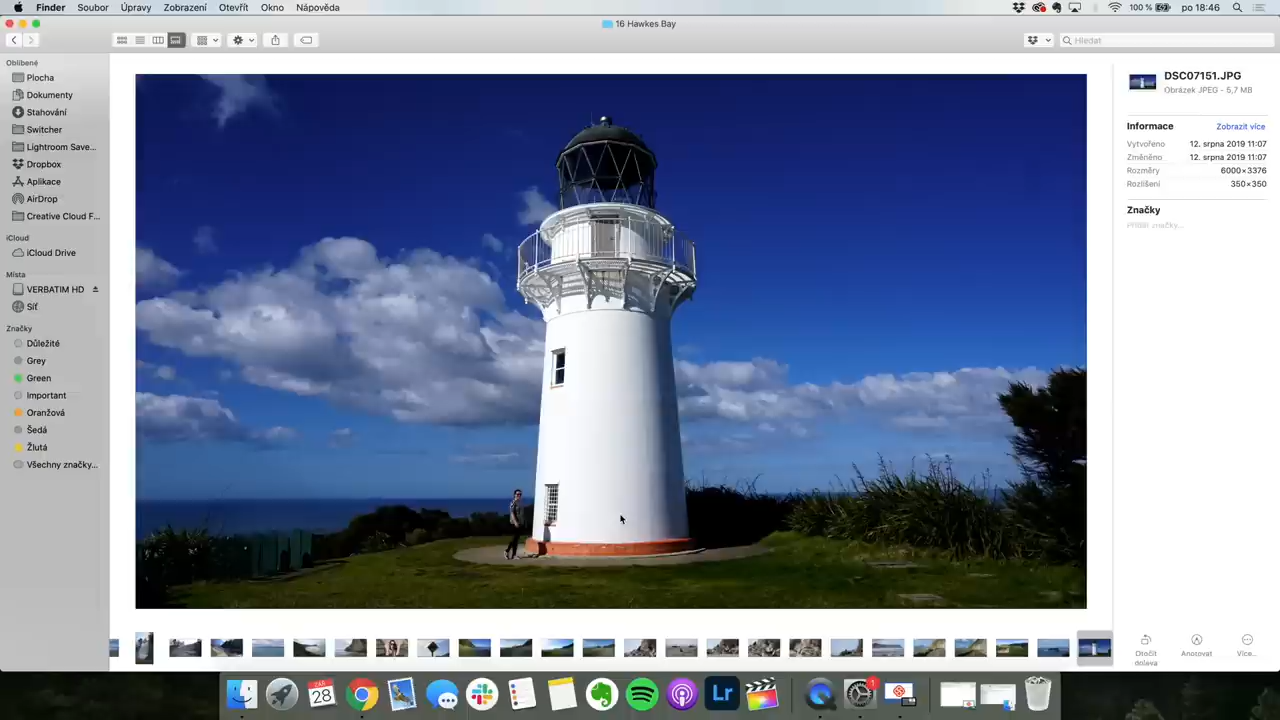 Finder Soubor Úpravy Zobrazení Otevřít Okno Nápověda 100 % po 18:46
16 Hawkes Bay
Hledat
Oblíbené
Plocha
Dokumenty
Stahování
Switcher
Lightroom Save...
Dropbox
Aplikace
AirDrop
Creative Cloud F...
iCloud
iCloud Drive
Místa
VERBATIM HD
Síť
Značky
Důležité
Grey
Green
Important
Oranžová
Šedá
Žlutá
Všechny značky...
DSC07151.JPG
Obrázek JPEG - 5,7 MB
Informace Zobrazit více
Vytvořeno 12. srpna 2019 11:07
Změněno 12. srpna 2019 11:07
Rozměry 6000×3376
Rozlišení 350×350
Značky
Přidat značky...
Otočit doleva
Anotovat
Více...
28
1
Lr